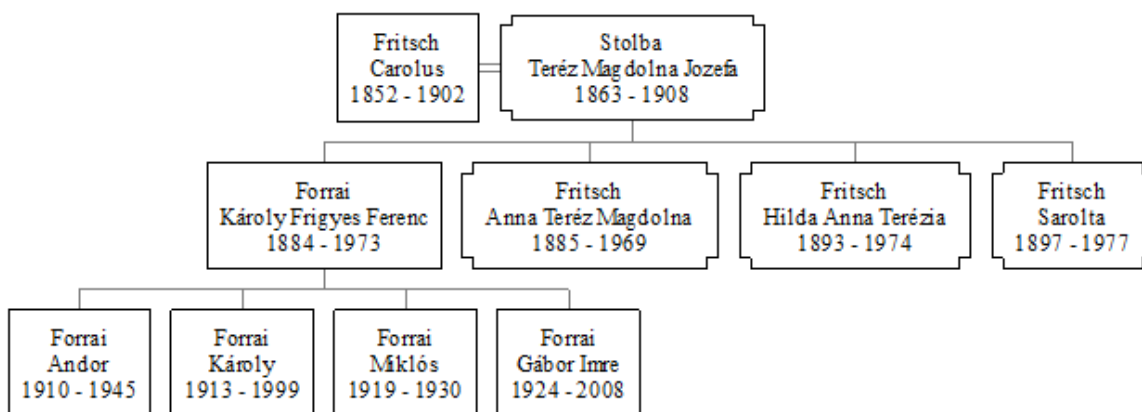 Fritsch
Carolus
1852 - 1902
Stolba
Teréz Magdolna Jozefa
1863 - 1908
Forrai
Károly Frigyes Ferenc
1884 - 1973
Fritsch
Anna Teréz Magdolna
1885 - 1969
Fritsch
Hilda Anna Terézia
1893 - 1974
Fritsch
Sarolta
1897 - 1977
Forrai
Andor
1910 - 1945
Forrai
Károly
1913 - 1999
Forrai
Miklós
1919 - 1930
Forrai
Gábor Imre
1924 - 2008